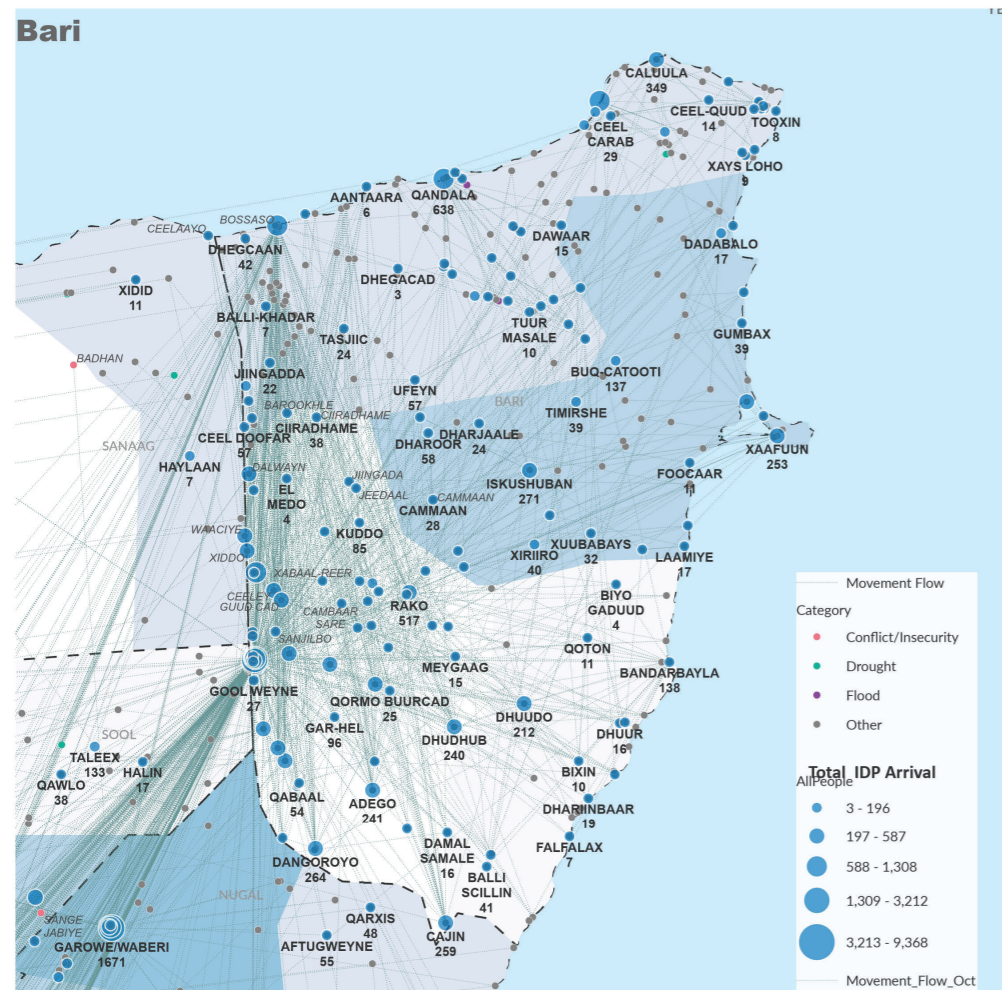 Bari
CALUULA
349
CEEL-QUUD
14
TOOXIN
8
CEEL
CARAB
29
XAYS LOHO
9
AANTAARA
6
QANDALA
638
BOSSASO
CEELAAYO
DHEGCAAN
42
DAWAAR
15
DADABALO
17
DHEGACAD
3
XIDID
11
BALLI-KHADAR
7
TASJIIC
24
TUUR
MASALE
10
GUMBAX
39
BADHAN
JIINGADDA
22
BUQ-CATOOTI
137
UFEYN
57
BARI
TIMIRSHE
39
BAROOKHLE
CIIRADHAME
CIIRADHAME
38
SANAAG
CEEL DOOFAR
57
DHAROOR
58
DHARJAALE
24
XAAFUUN
253
HAYLAAN
7
DALWAYN
EL
MEDO
4
JIINGADA
JEEDAAL
ISKUSHUBAN
271
FOOCAAR
11
CAMMAAN
CAMMAAN
28
WAACIYE
KUDDO
85
XUUBABAYS
32
XIRIIRO
40
LAAMIYE
17
XIDDO
XABAAL-REER
CEELEY
GUUD CAD
CAMBAAR
SARE
RAKO
517
BIYO
GADUUD
4
Movement Flow
Category
Conflict/Insecurity
Drought
Flood
Other
SANJILBO
QOTON
11
MEYGAAG
15
BANDARBAYLA
138
GOOL WEYNE
27
QORMO BUURCAD
25
GAR-HEL
96
DHUUDO
212
DHUDHUB
240
DHUUR
16
SOOL
TALEEX
133
HALIN
17
QAWLO
38
BIXIN
10
Total IDP Arrival
AllPeople
3 - 196
197 - 587
588 - 1,308
1,309 - 3,212
3,213 - 9,368
Movement_Flow_Oct
QABAAL
54
ADEGO
241
DHARIINBAAR
19
DAMAL
SAMALE
16
FALFALAX
7
DANGOROYO
264
BALLI
SCILLIN
41
NUGAL
SANGE
JABIYE
GAROWE/WABERI
1671
QARXIS
48
AFTUGWEYNE
55
CAJIN
259